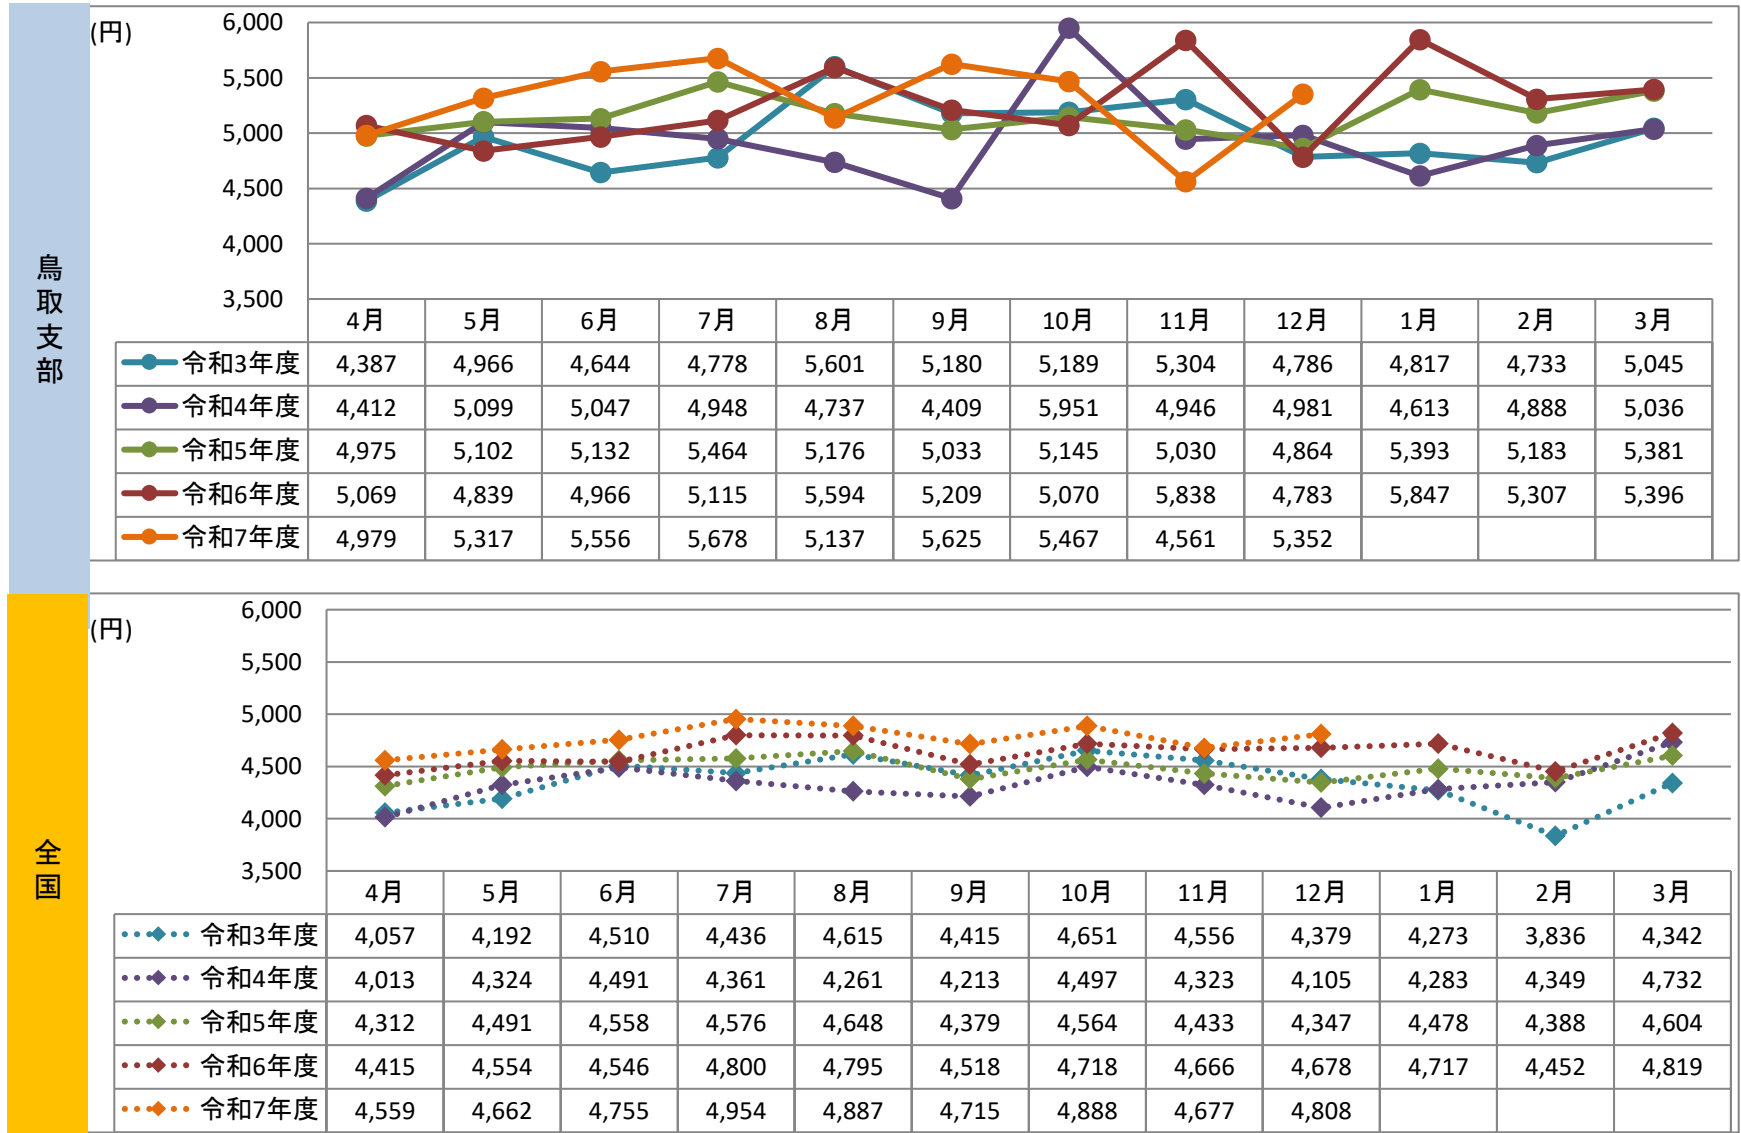 鳥取支部
(円)
6,000
5,500
5,000
4,500
4,000
3,500
4月 5月 6月 7月 8月 9月 10月 11月 12月 1月 2月 3月
令和3年度 4,387 4,966 4,644 4,778 5,601 5,180 5,189 5,304 4,786 4,817 4,733 5,045
令和4年度 4,412 5,099 5,047 4,948 4,737 4,409 5,951 4,946 4,981 4,613 4,888 5,036
令和5年度 4,975 5,102 5,132 5,464 5,176 5,033 5,145 5,030 4,864 5,393 5,183 5,381
令和6年度 5,069 4,839 4,966 5,115 5,594 5,209 5,070 5,838 4,783 5,847 5,307 5,396
令和7年度 4,979 5,317 5,556 5,678 5,137 5,625 5,467 4,561 5,352
全国
(円)
6,000
5,500
5,000
4,500
4,000
3,500
4月 5月 6月 7月 8月 9月 10月 11月 12月 1月 2月 3月
令和3年度 4,057 4,192 4,510 4,436 4,615 4,415 4,651 4,556 4,379 4,273 3,836 4,342
令和4年度 4,013 4,324 4,491 4,361 4,261 4,213 4,497 4,323 4,105 4,283 4,349 4,732
令和5年度 4,312 4,491 4,558 4,576 4,648 4,379 4,564 4,433 4,347 4,478 4,388 4,604
令和6年度 4,415 4,554 4,546 4,800 4,795 4,518 4,718 4,666 4,678 4,717 4,452 4,819
令和7年度 4,559 4,662 4,755 4,954 4,887 4,715 4,888 4,677 4,808